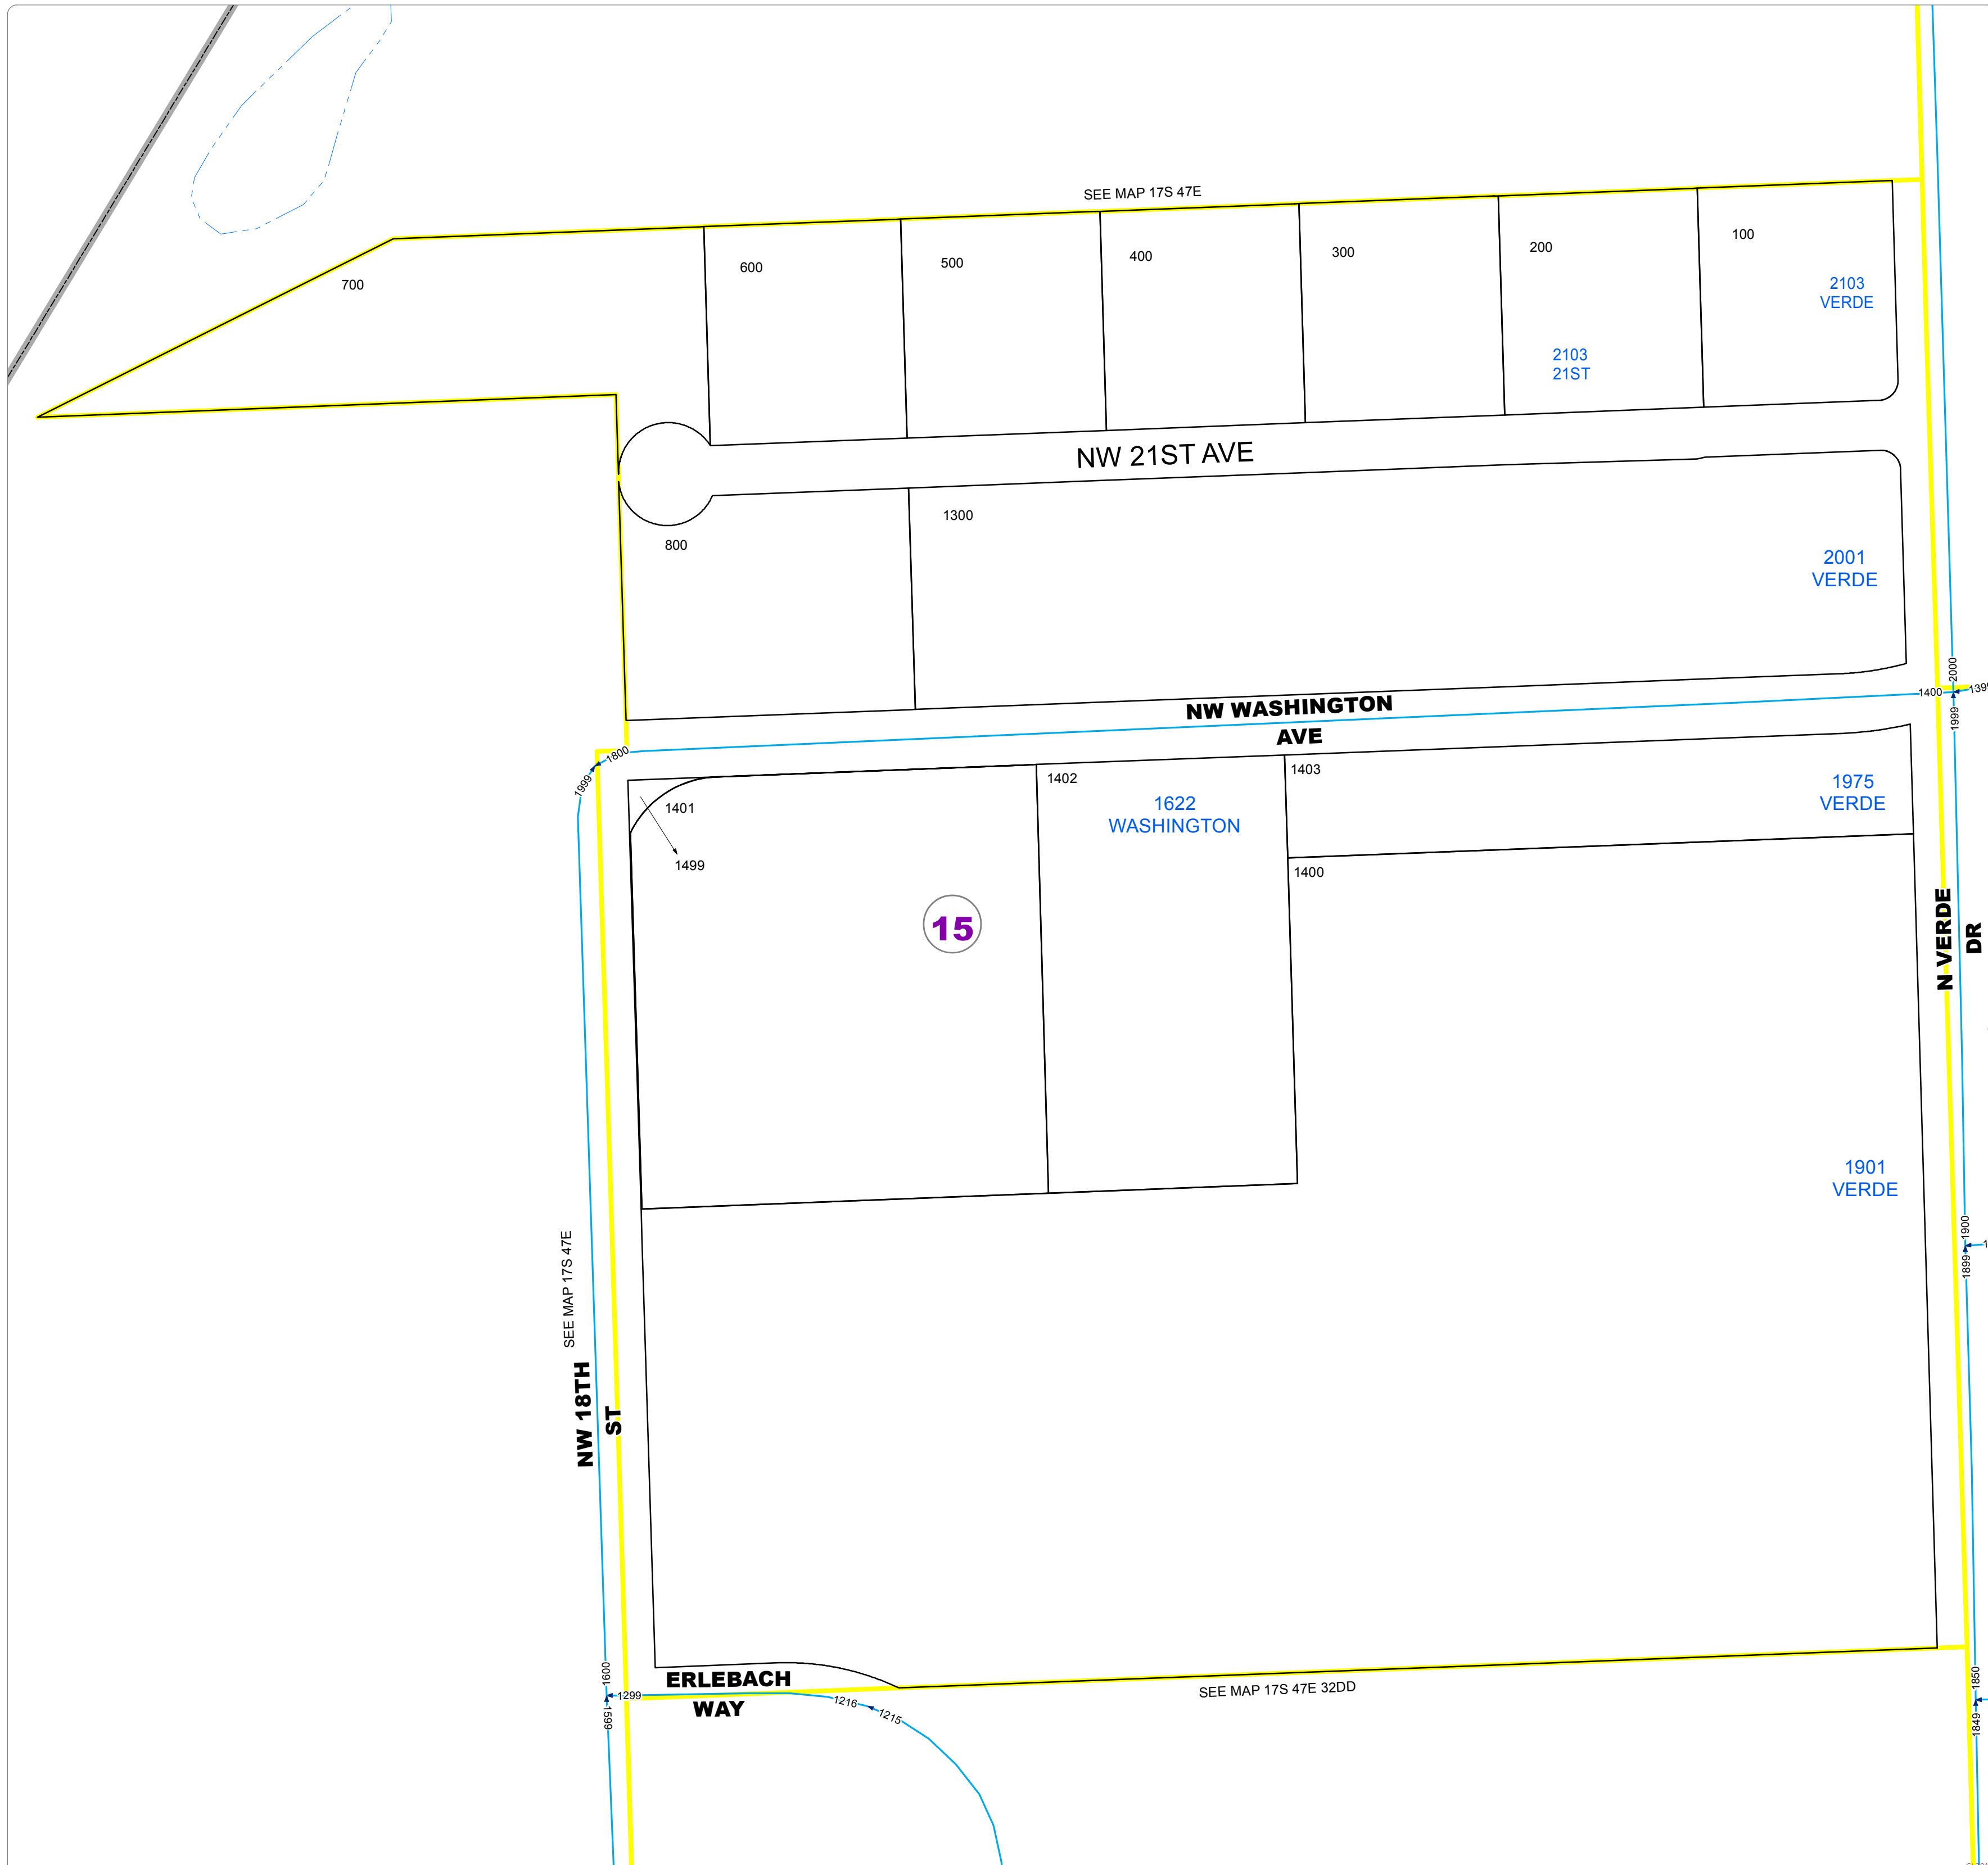 SEE MAP 17S 47E
700
600
500
400
300
200
100
2103
VERDE
2103
21ST
NW 21ST AVE
800
1300
2001
VERDE
2000
1400
1999
NW WASHINGTON
AVE
1800
1999
1401
1499
1402
1622
WASHINGTON
1403
1975
VERDE
1400
15
N VERDE
DR
1901
VERDE
1900
1899
SEE MAP 17S 47E
NW 18TH
ST
1600
1299
1599
ERLEBACH
WAY
1216
1215
SEE MAP 17S 47E 32DD
1850
1849